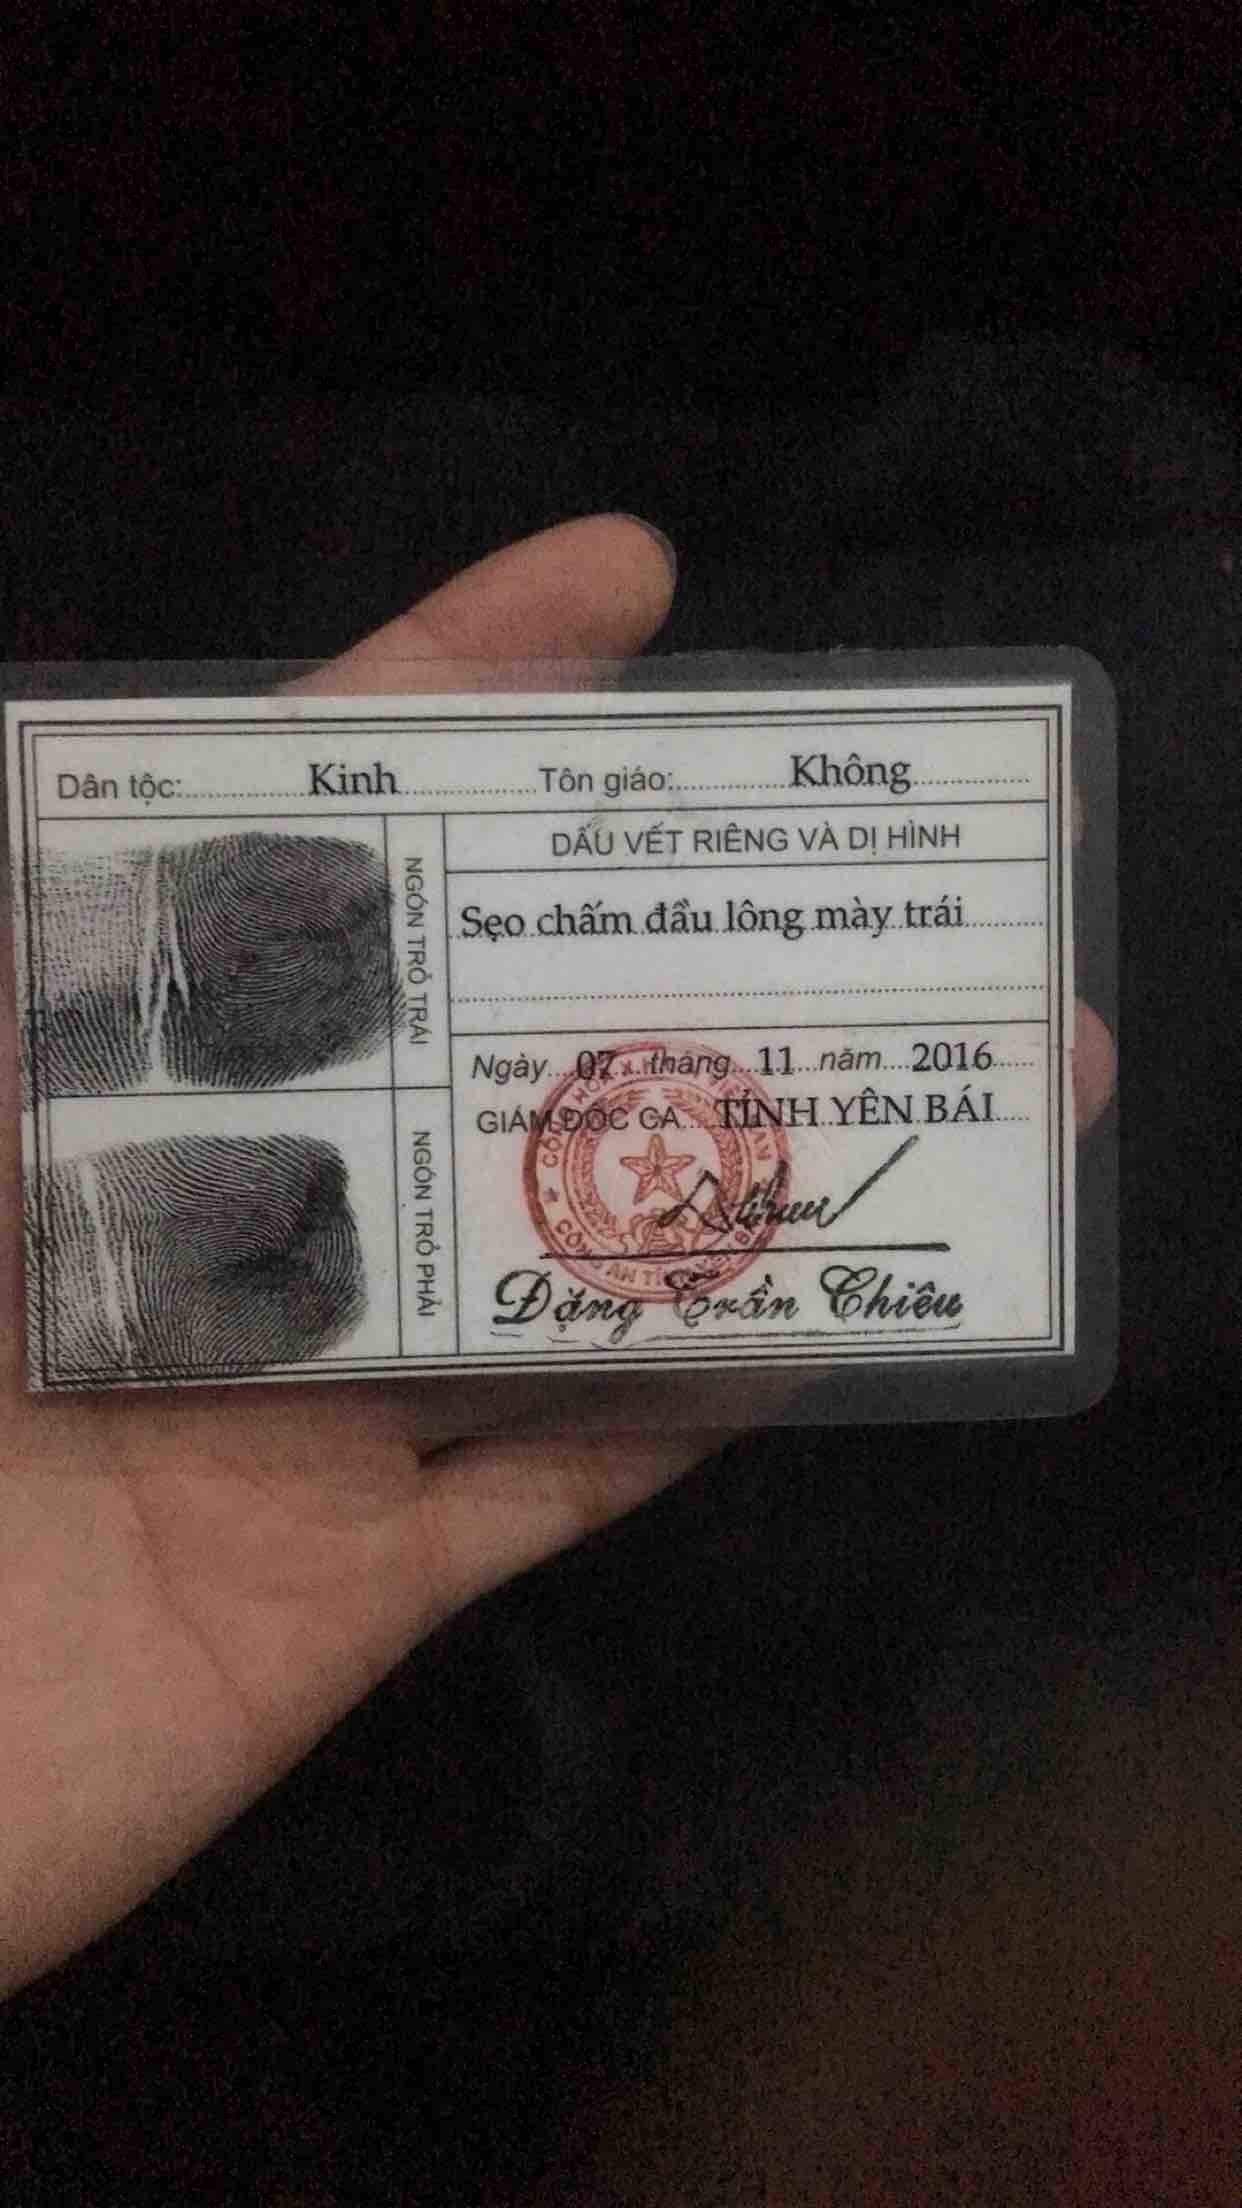 Dân tộc: Kinh Tôn giáo: Không
DẤU VẾT RIÊNG VÀ DỊ HÌNH
Sẹo chấm đầu lông mày trái
NGÓN TRỎ TRÁI
NGÓN TRỎ PHẢI
Ngày 07 tháng 11 năm 2016
GIÁM ĐỐC CA TỈNH YÊN BÁI
Đặng Trần Chiêu